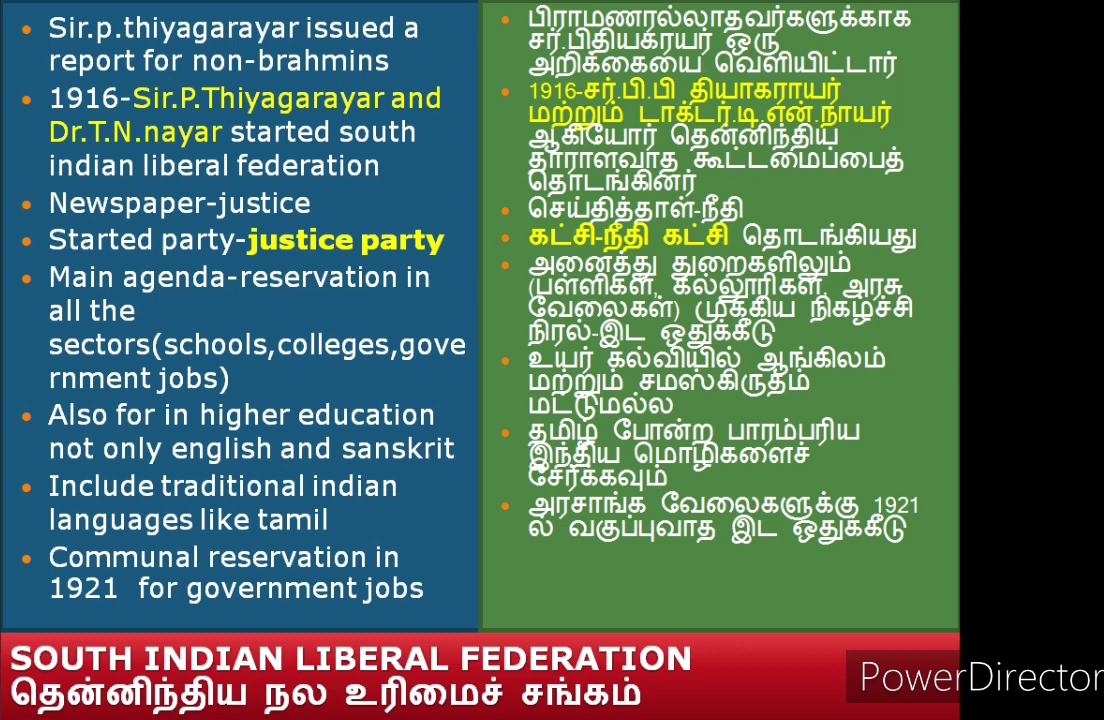 Sir.p.thiyagarayar issued a
report for non-brahmins
1916-Sir.P.Thiyagarayar and
Dr.T.N.nayar started south
indian liberal federation
Newspaper-justice
Started party-justice party
Main agenda-reservation in
all the
sectors(schools,colleges,gove
rnment jobs)
Also for in higher education
not only english and sanskrit
Include traditional indian
languages like tamil
Communal reservation in
1921 for government jobs
பிராமணரல்லாதவர்களுக்காக
சர்.பிதியகரயர் ஒரு
அறிக்கையை வெளியிட்டார்
1916-சர்.பி.பி தியாகராயர்
மற்றும் டாக்டர்.டி.என்.நாயர்
ஆகியோர் தென்னிந்திய
தாராளவாத கூட்டமைப்பைத்
தொடங்கினர்
செய்தித்தாள்-நீதி
கட்சி-நீதி கட்சி தொடங்கியது
அனைத்து துறைகளிலும்
(பள்ளிகள், கல்லூரிகள், அரசு
வேலைகள்) முக்கிய நிகழ்ச்சி
நிரல்-இட ஒதுக்கீடு
உயர் கல்வியில் ஆங்கிலம்
மற்றும் சமஸ்கிருதம்
மட்டுமல்ல
தமிழ் போன்ற பாரம்பரிய
இந்திய மொழிகளைச்
சேர்க்கவும்
அரசாங்க வேலைகளுக்கு 1921
ல் வகுப்புவாத இட ஒதுக்கீடு
SOUTH INDIAN LIBERAL FEDERATION
தென்னிந்திய நல உரிமைச் சங்கம்
PowerDirector